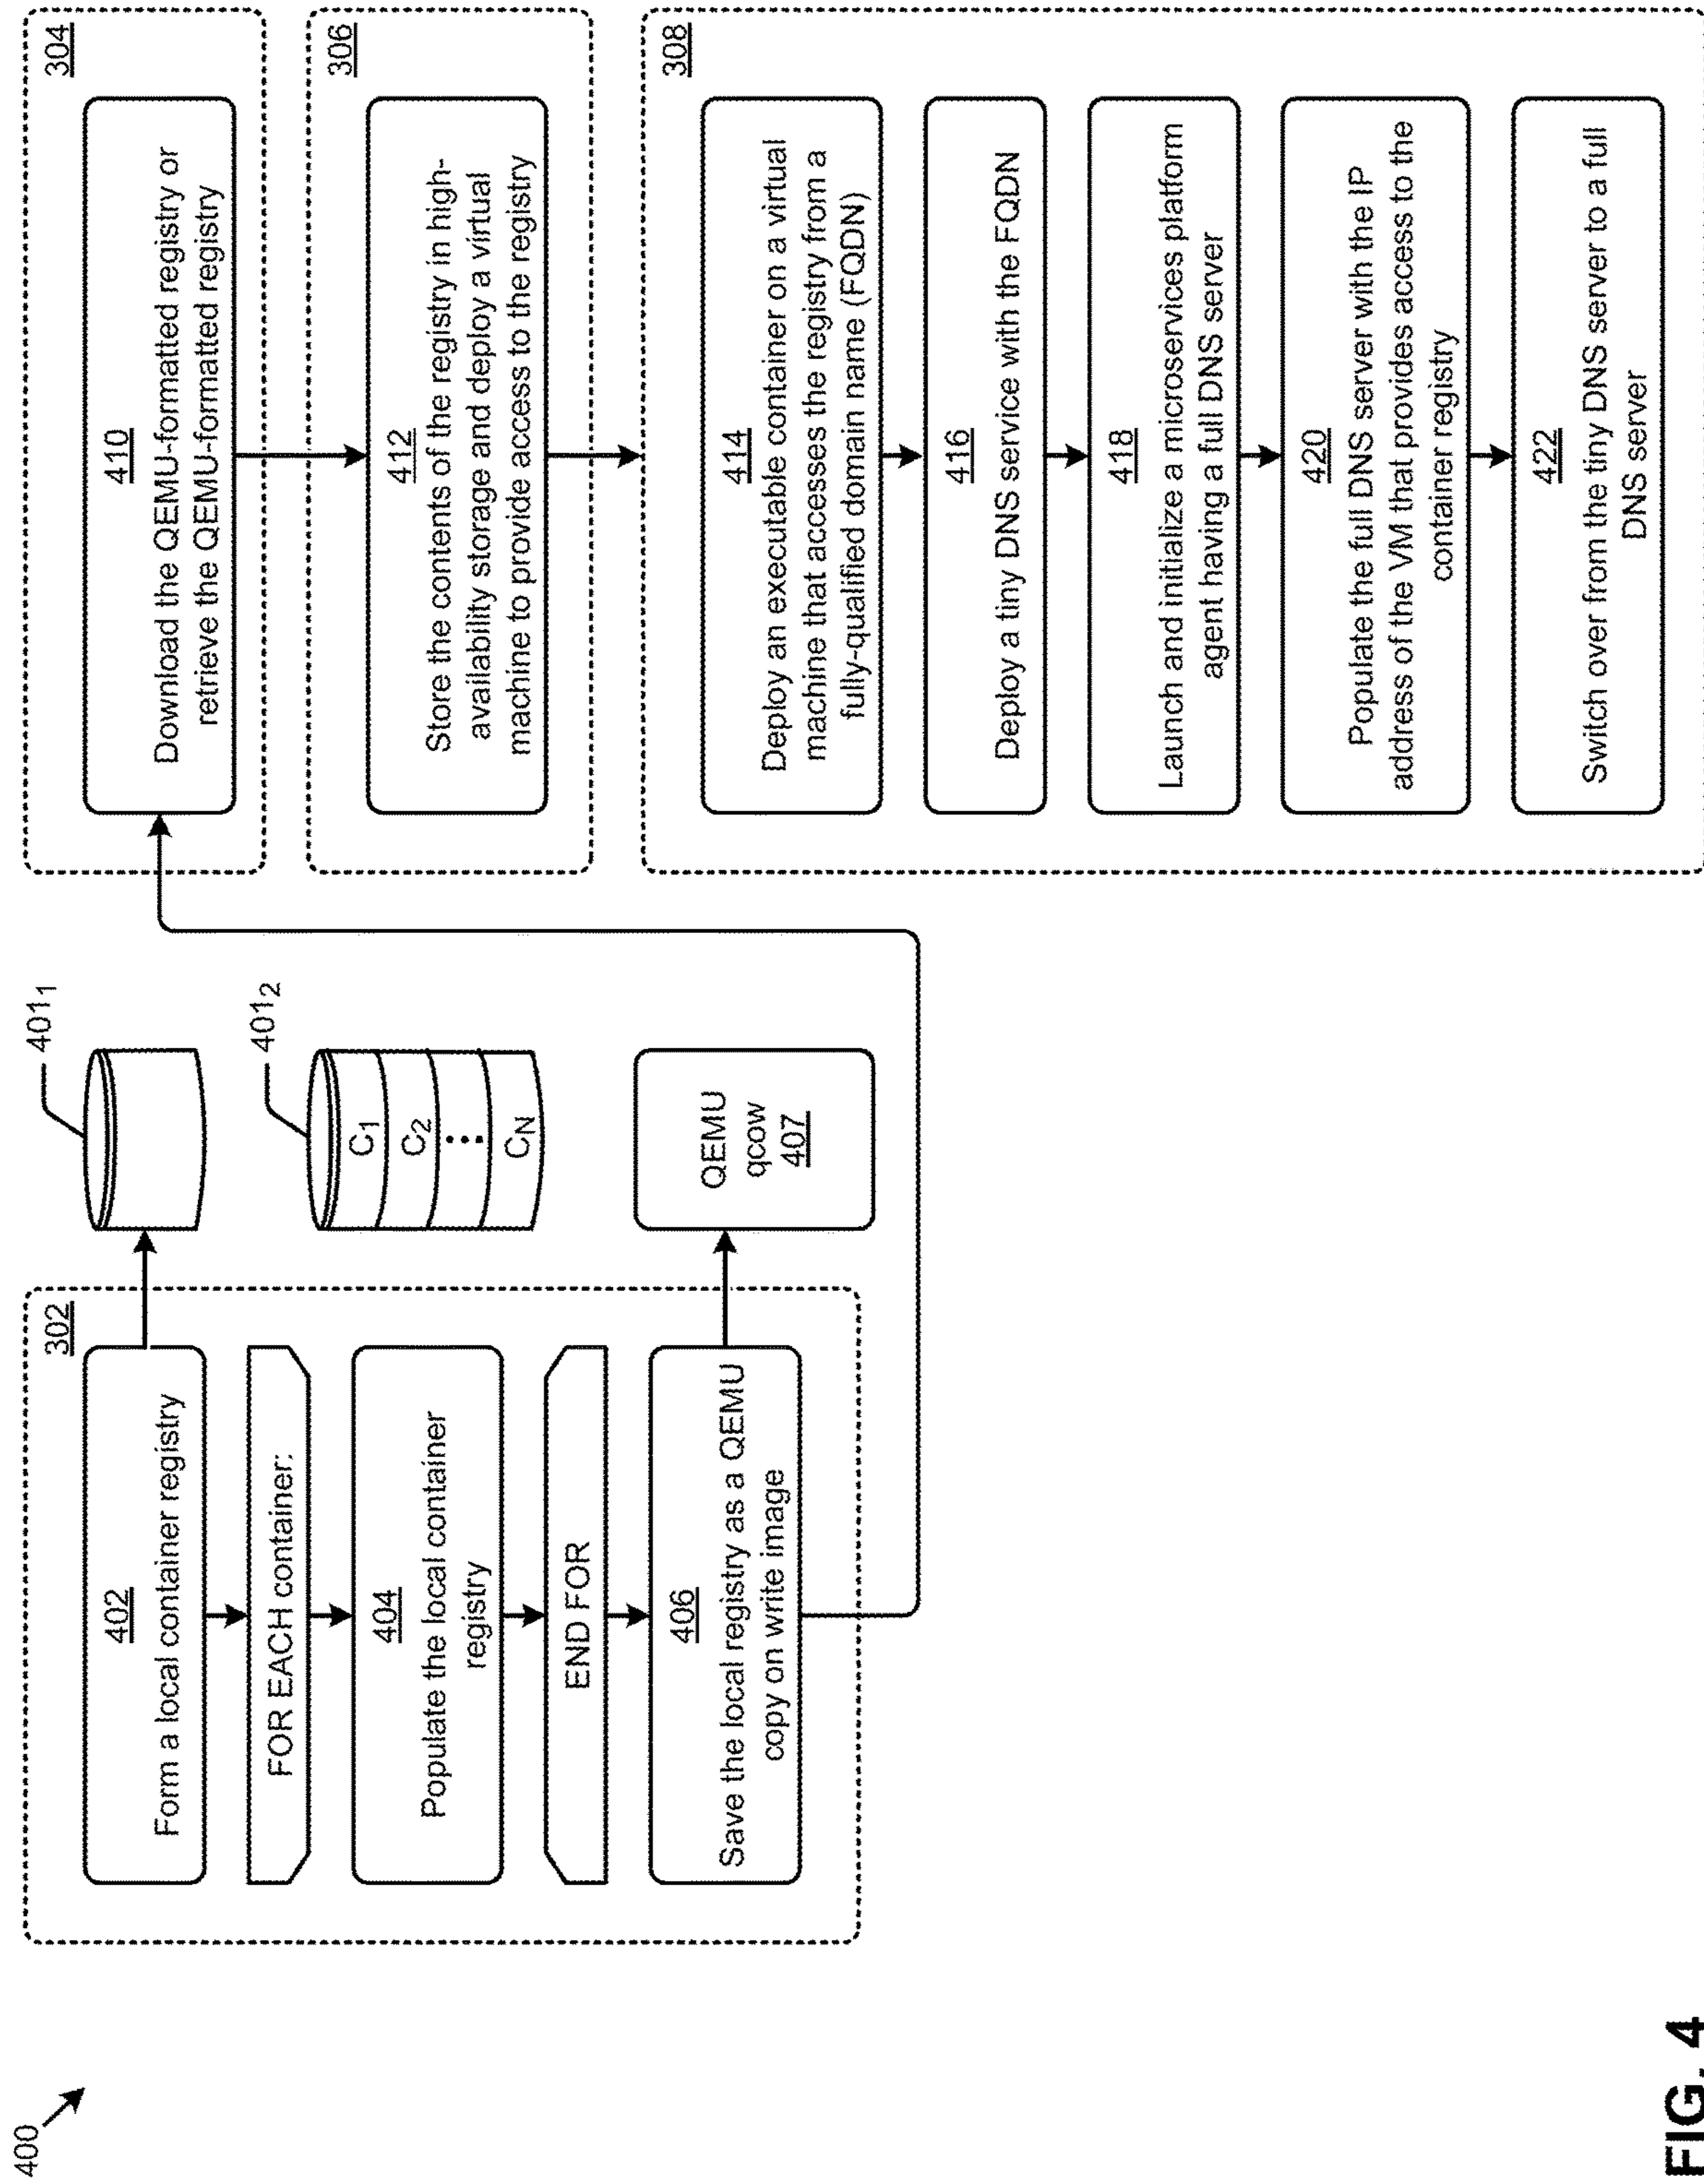 400
302
402
Form a local container registry
FOR EACH container:
404
Populate the local container
registry
END FOR
406
Save the local registry as a QEMU
copy on write image
401₁
401₂
C₁
C₂
C_N
QEMU
qcow
407
304
410
Download the QEMU-formatted registry or
retrieve the QEMU-formatted registry
306
412
Store the contents of the registry in high-
availability storage and deploy a virtual
machine to provide access to the registry
308
414
Deploy an executable container on a virtual
machine that accesses the registry from a
fully-qualified domain name (FQDN)
416
Deploy a tiny DNS service with the FQDN
418
Launch and initialize a microservices platform
agent having a full DNS server
420
Populate the full DNS server with the IP
address of the VM that provides access to the
container registry
422
Switch over from the tiny DNS server to a full
DNS server
FIG. 4